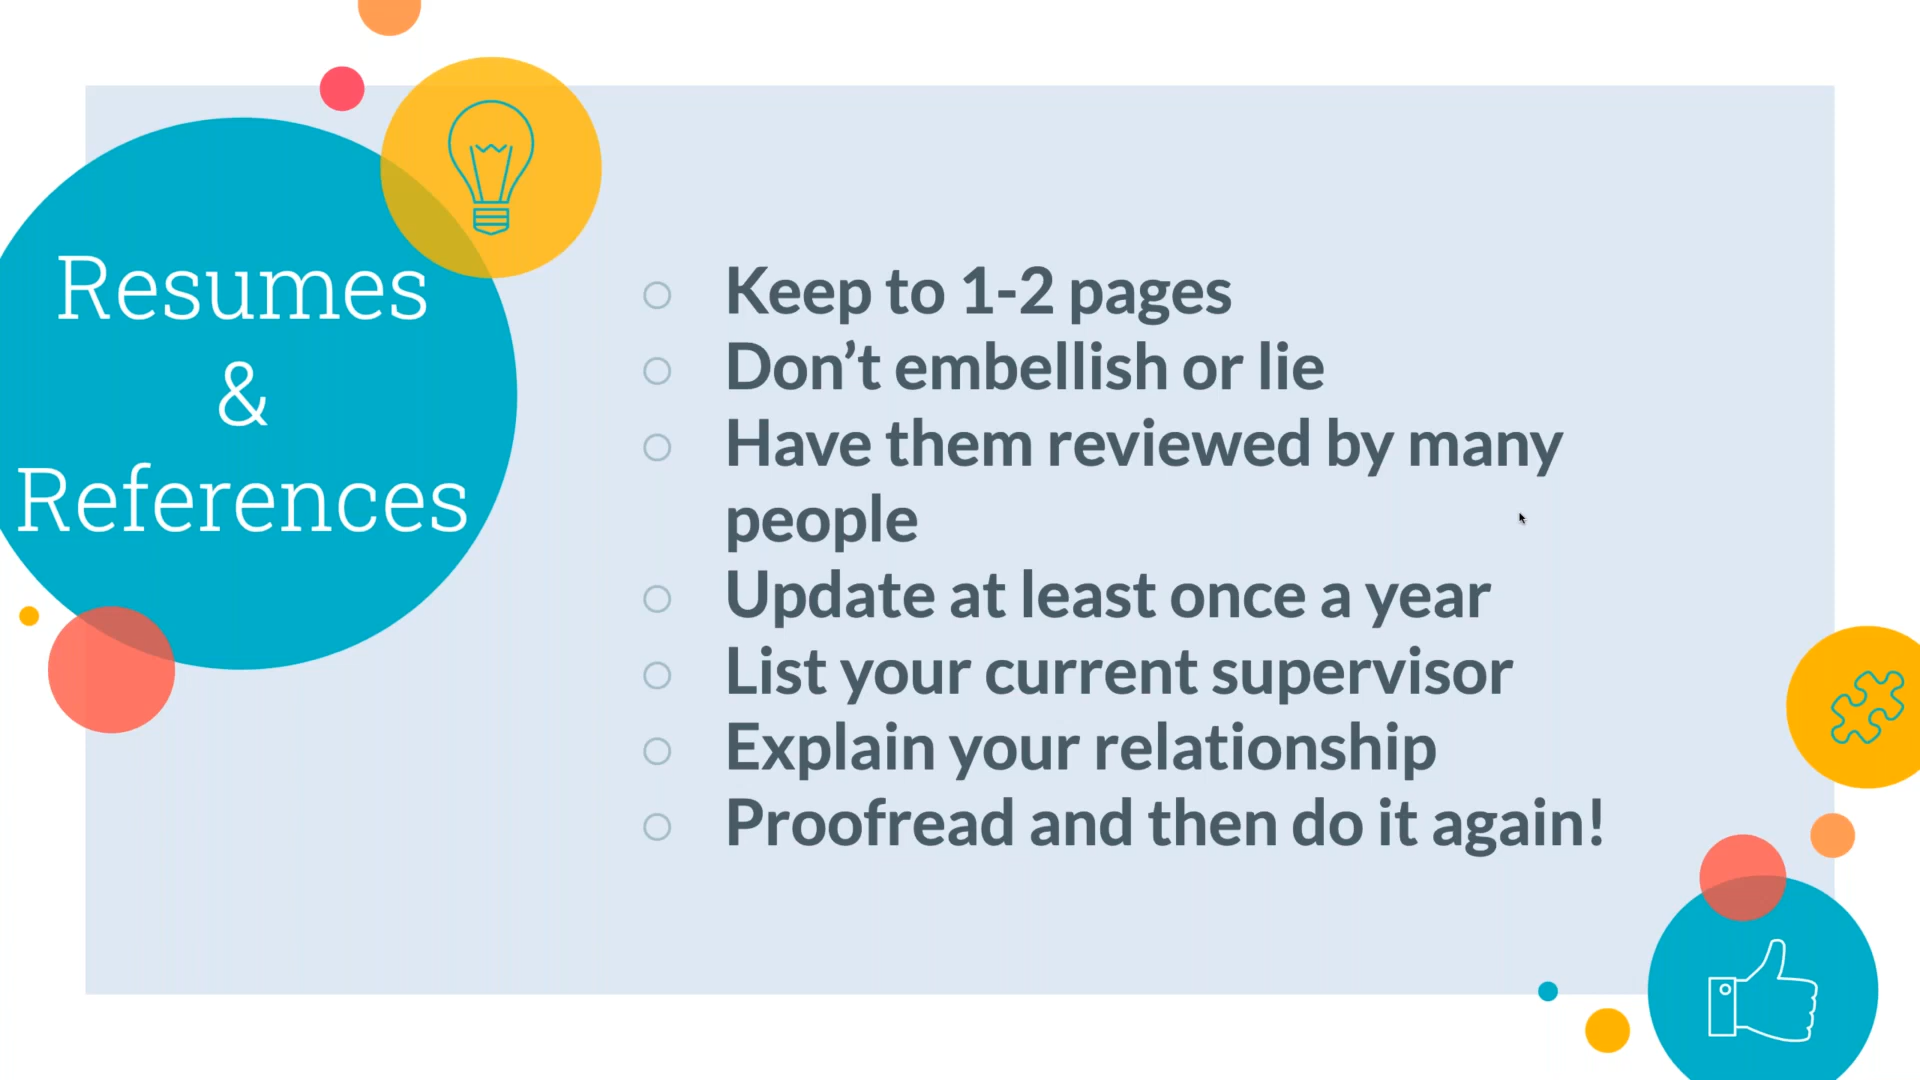 Resumes
&
References
Keep to 1-2 pages
Don’t embellish or lie
Have them reviewed by many
people
Update at least once a year
List your current supervisor
Explain your relationship
Proofread and then do it again!